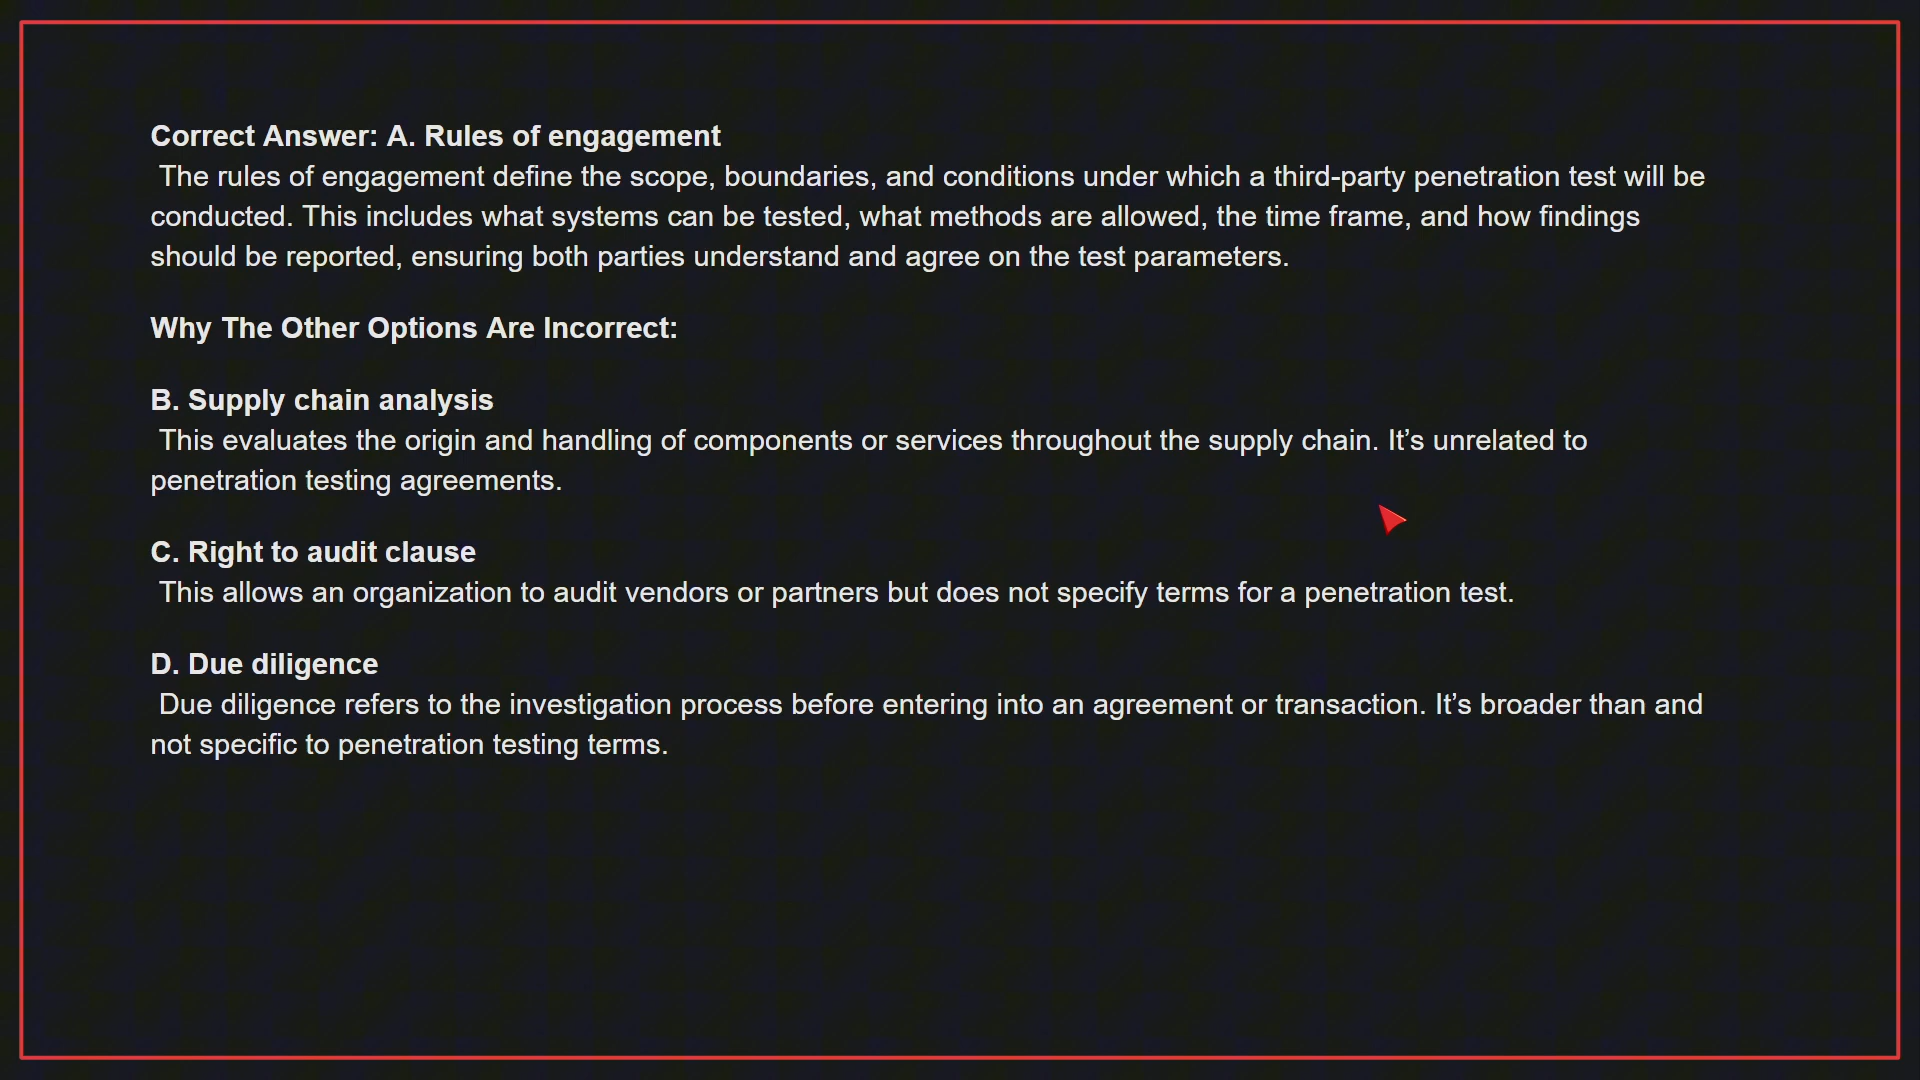 Correct Answer: A. Rules of engagement
The rules of engagement define the scope, boundaries, and conditions under which a third-party penetration test will be
conducted. This includes what systems can be tested, what methods are allowed, the time frame, and how findings
should be reported, ensuring both parties understand and agree on the test parameters.
Why The Other Options Are Incorrect:
B. Supply chain analysis
This evaluates the origin and handling of components or services throughout the supply chain. It’s unrelated to
penetration testing agreements.
C. Right to audit clause
This allows an organization to audit vendors or partners but does not specify terms for a penetration test.
D. Due diligence
Due diligence refers to the investigation process before entering into an agreement or transaction. It’s broader than and
not specific to penetration testing terms.